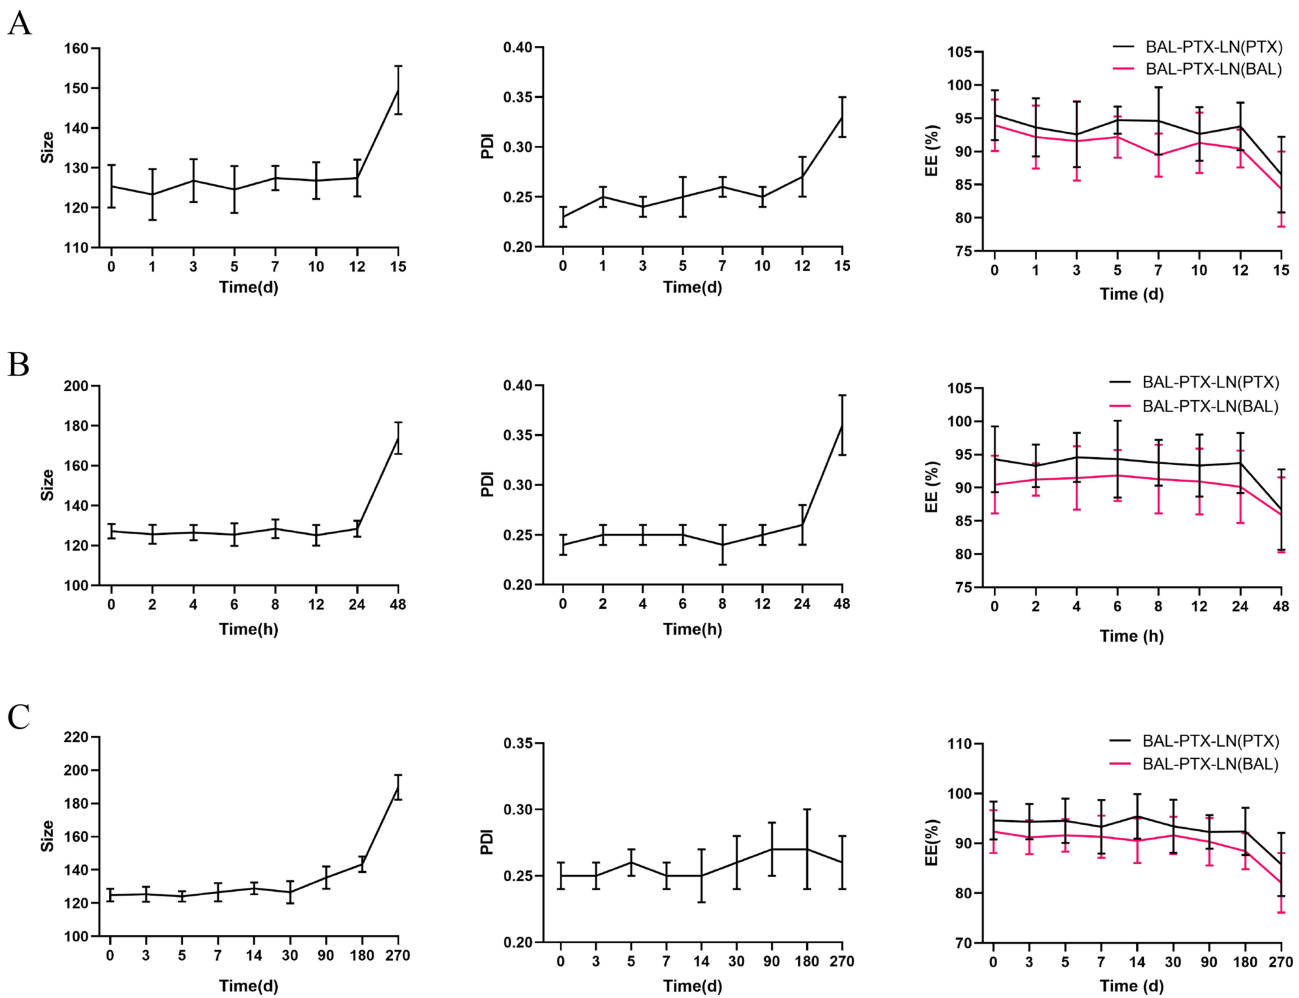 A
Size
160
150
140
130
120
110
0 1 3 5 7 10 12 15
Time(d)
PDI
0.40
0.35
0.30
0.25
0.20
0 1 3 5 7 10 12 15
Time(d)
BAL-PTX-LN(PTX)
BAL-PTX-LN(BAL)
EE (%)
105
100
95
90
85
80
75
0 1 3 5 7 10 12 15
Time (d)
B
Size
200
180
160
140
120
100
0 2 4 6 8 12 24 48
Time(h)
PDI
0.40
0.35
0.30
0.25
0.20
0 2 4 6 8 12 24 48
Time(h)
BAL-PTX-LN(PTX)
BAL-PTX-LN(BAL)
EE (%)
105
100
95
90
85
80
75
0 2 4 6 8 12 24 48
Time (h)
C
Size
220
200
180
160
140
120
100
0 3 5 7 14 30 90 180 270
Time(d)
PDI
0.35
0.30
0.25
0.20
0 3 5 7 14 30 90 180 270
Time(d)
BAL-PTX-LN(PTX)
BAL-PTX-LN(BAL)
EE(%)
110
100
90
80
70
0 3 5 7 14 30 90 180 270
Time (d)